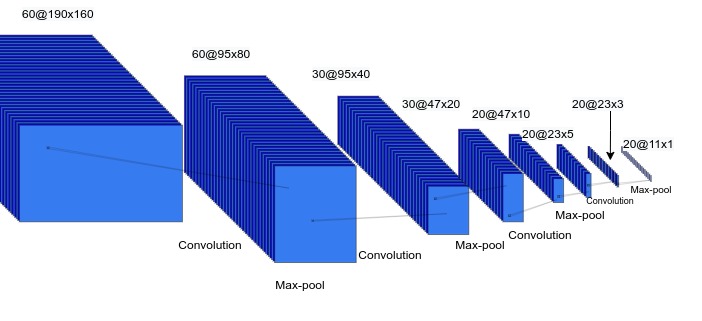 60@190x160
60@95x80
30@95x40
30@47x20
20@47x10
20@23x5
20@23x3
20@11x1
Convolution
Max-pool
Convolution
Max-pool
Convolution
Max-pool
Convolution
Max-pool